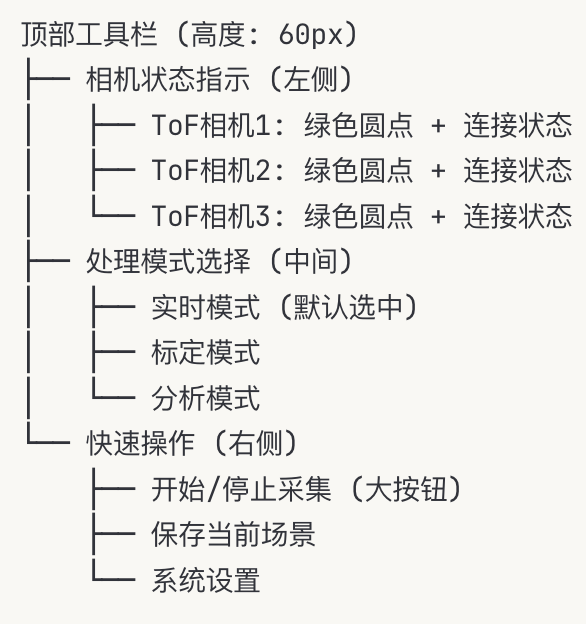 顶部工具栏 (高度: 60px)
├── 相机状态指示 (左侧)
│   ├── ToF相机1: 绿色圆点 + 连接状态
│   ├── ToF相机2: 绿色圆点 + 连接状态
│   └── ToF相机3: 绿色圆点 + 连接状态
├── 处理模式选择 (中间)
│   ├── 实时模式 (默认选中)
│   ├── 标定模式
│   └── 分析模式
└── 快速操作 (右侧)
    ├── 开始/停止采集 (大按钮)
    ├── 保存当前场景
    └── 系统设置